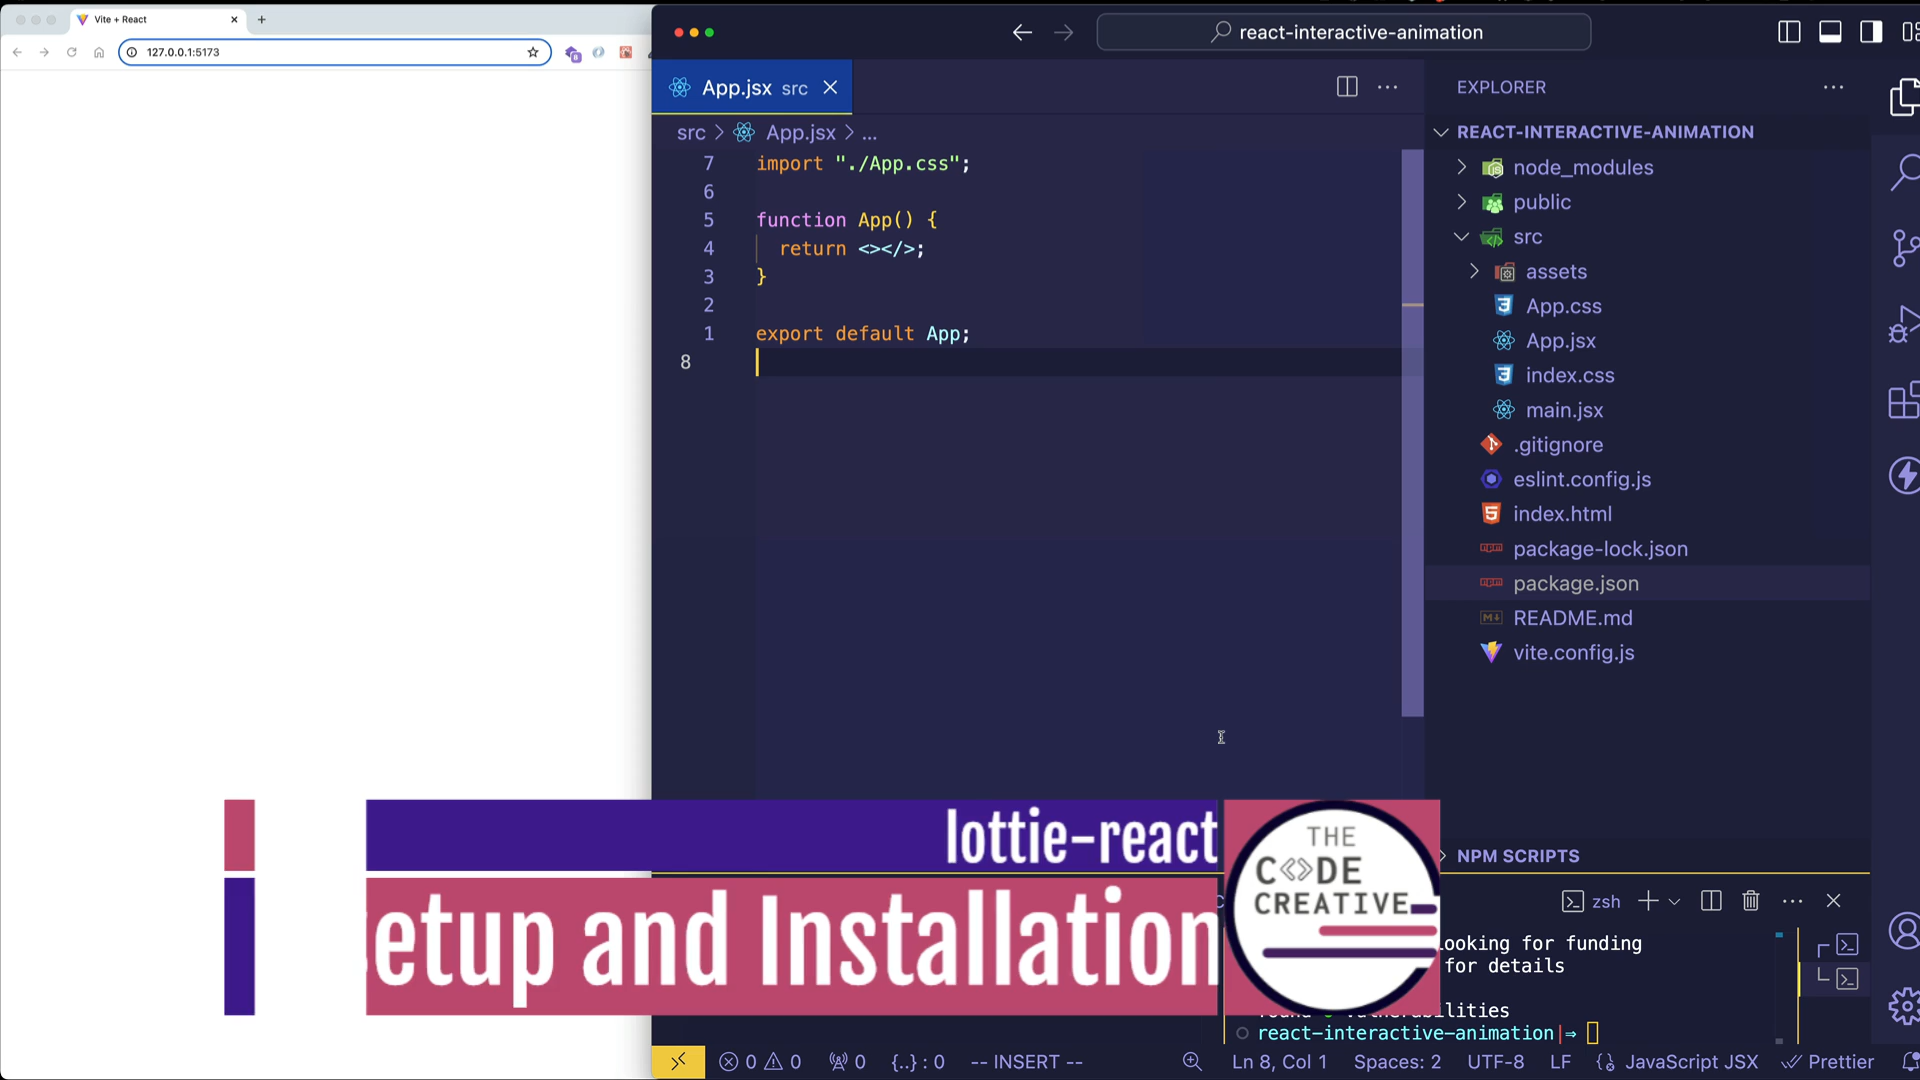 Vite + React
127.0.0.1:5173
react-interactive-animation
App.jsx src
src > App.jsx > ...
7 import "./App.css";
6
5 function App() {
4 return <></>;
3 }
2
1 export default App;
8
EXPLORER
REACT-INTERACTIVE-ANIMATION
node_modules
public
src
assets
App.css
App.jsx
index.css
main.jsx
.gitignore
eslint.config.js
index.html
package-lock.json
package.json
README.md
vite.config.js
NPM SCRIPTS
lottie-react
etup and Installation
THE
C<>DE
CREATIVE
zsh
ooking for funding
for details
react-interactive-animation|⇒
0 0 0 {..} : 0 -- INSERT -- Ln 8, Col 1 Spaces: 2 UTF-8 LF {} JavaScript JSX Prettier